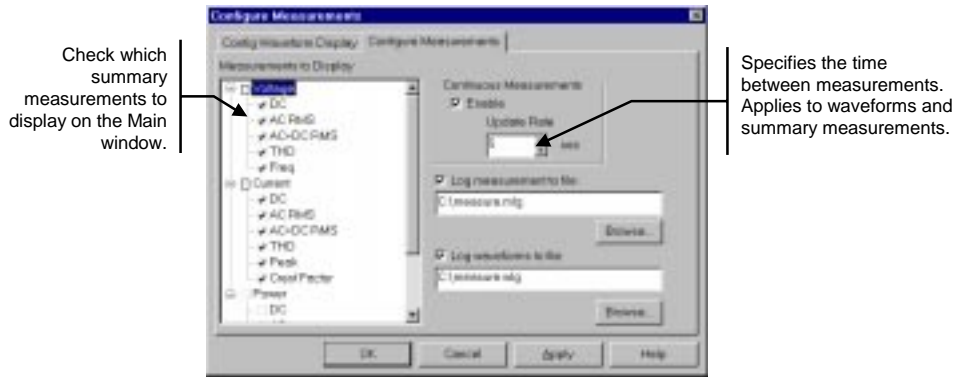 Configure Measurements
Config Waveform Display
Configure Measurements
Check which
summary
measurements to
display on the Main
window.
Measurements to Display
Voltage
DC
AC RMS
AC+DC RMS
THD
Freq
Current
DC
AC RMS
AC+DC RMS
THD
Peak
Crest Factor
Power
DC
Continuous Measurements
Enable
Update Rate
sec
Log measurement to file:
C:\measure.mlg
Browse...
Log waveforms to file:
Browse...
Specifies the time
between measurements.
Applies to waveforms and
summary measurements.
OK
Cancel
Apply
Help